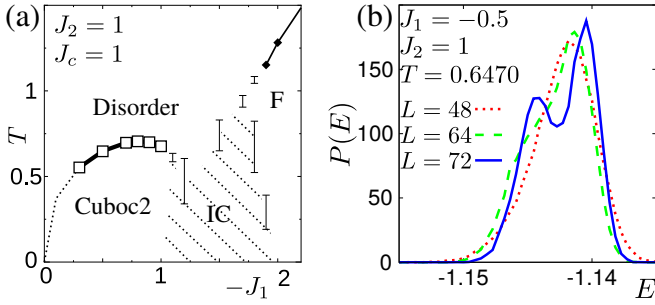 (a)
J₂ = 1
J_c = 1
Disorder
F
Cuboc2
IC
T
1
0.5
0
0
1
2
−J₁
(b)
J₁ = −0.5
J₂ = 1
T = 0.6470
L = 48
L = 64
L = 72
P(E)
150
100
50
0
-1.15
-1.14
E